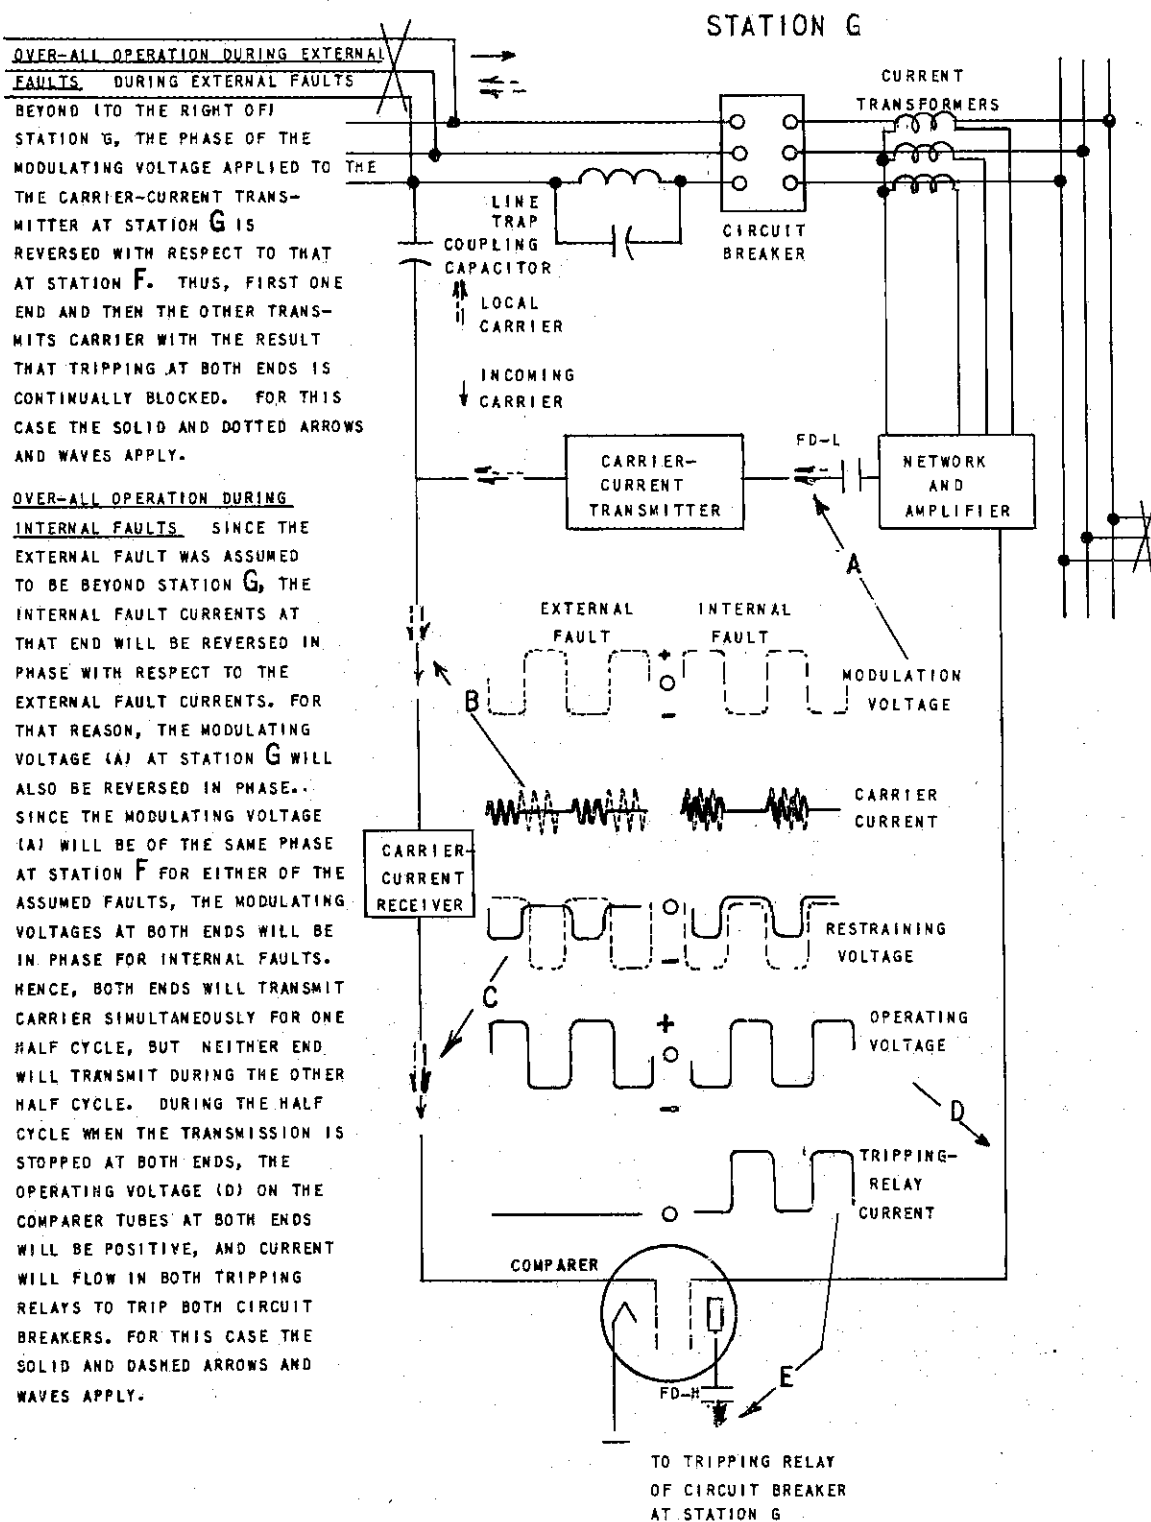 STATION G
OVER-ALL OPERATION DURING EXTERNAL
FAULTS. DURING EXTERNAL FAULTS
BEYOND (TO THE RIGHT OF)
STATION G, THE PHASE OF THE
MODULATING VOLTAGE APPLIED TO THE
THE CARRIER-CURRENT TRANS-
MITTER AT STATION G IS
REVERSED WITH RESPECT TO THAT
AT STATION F. THUS, FIRST ONE
END AND THEN THE OTHER TRANS-
MITS CARRIER WITH THE RESULT
THAT TRIPPING AT BOTH ENDS IS
CONTINUALLY BLOCKED. FOR THIS
CASE THE SOLID AND DOTTED ARROWS
AND WAVES APPLY.
OVER-ALL OPERATION DURING
INTERNAL FAULTS SINCE THE
EXTERNAL FAULT WAS ASSUMED
TO BE BEYOND STATION G, THE
INTERNAL FAULT CURRENTS AT
THAT END WILL BE REVERSED IN
PHASE WITH RESPECT TO THE
EXTERNAL FAULT CURRENTS. FOR
THAT REASON, THE MODULATING
VOLTAGE (A) AT STATION G WILL
ALSO BE REVERSED IN PHASE.
SINCE THE MODULATING VOLTAGE
(A) WILL BE OF THE SAME PHASE
AT STATION F FOR EITHER OF THE
ASSUMED FAULTS, THE MODULATING
VOLTAGES AT BOTH ENDS WILL BE
IN PHASE FOR INTERNAL FAULTS.
HENCE, BOTH ENDS WILL TRANSMIT
CARRIER SIMULTANEOUSLY FOR ONE
HALF CYCLE, BUT NEITHER END
WILL TRANSMIT DURING THE OTHER
HALF CYCLE. DURING THE HALF
CYCLE WHEN THE TRANSMISSION IS
STOPPED AT BOTH ENDS, THE
OPERATING VOLTAGE (D) ON THE
COMPARER TUBES AT BOTH ENDS
WILL BE POSITIVE, AND CURRENT
WILL FLOW IN BOTH TRIPPING
RELAYS TO TRIP BOTH CIRCUIT
BREAKERS. FOR THIS CASE THE
SOLID AND DASHED ARROWS AND
WAVES APPLY.
CURRENT
TRANSFORMERS
LINE
TRAP
COUPLING
CAPACITOR
CIRCUIT
BREAKER
LOCAL
CARRIER
INCOMING
CARRIER
CARRIER-
CURRENT
TRANSMITTER
FD-L
NETWORK
AND
AMPLIFIER
A
EXTERNAL
FAULT
INTERNAL
FAULT
+
O
-
MODULATION
VOLTAGE
B
CARRIER
CURRENT
CARRIER-
CURRENT
RECEIVER
O
-
RESTRAINING
VOLTAGE
C
+
O
-
OPERATING
VOLTAGE
D
O
TRIPPING-
RELAY
CURRENT
COMPARER
FD-H
E
TO TRIPPING RELAY
OF CIRCUIT BREAKER
AT STATION G